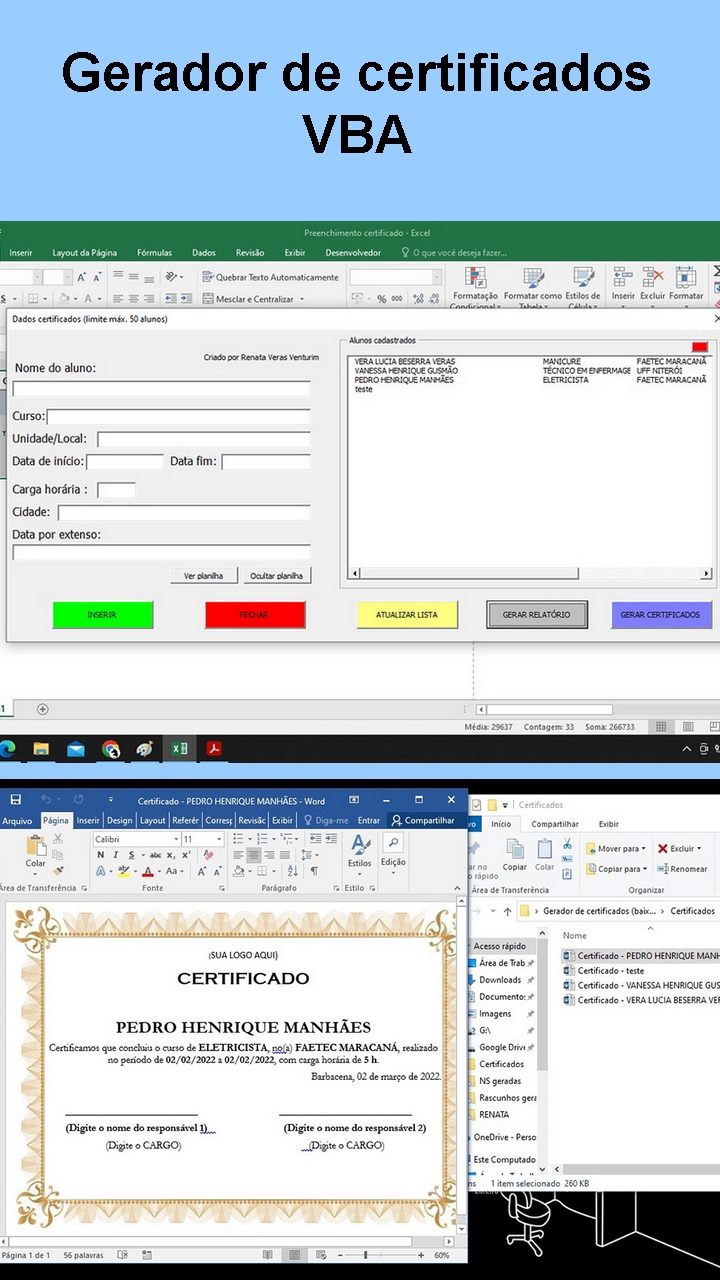 Gerador de certificados
VBA
Preenchimento certificado - Excel
Inserir Layout da Página Fórmulas Dados Revisão Exibir Desenvolvedor O que você deseja fazer...
Quebrar Texto Automaticamente
Mesclar e Centralizar
% 000
Formatação Condicional
Formatar como Tabela
Estilos de Célula
Inserir Excluir Formatar
Dados certificados (limite máx. 50 alunos)
Criado por Renata Veras Venturim
Nome do aluno:
Curso:
Unidade/Local:
Data de início: Data fim:
Carga horária :
Cidade:
Data por extenso:
Ver planilha Ocultar planilha
Alunos cadastrados
VERA LUCIA BESERRA VERAS MANICURE FAETEC MARACANÃ
VANESSA HENRIQUE GUSMÃO TÉCNICO EM ENFERMAGE UFF NITERÓI
PEDRO HENRIQUE MANHÃES ELETRICISTA FAETEC MARACANÃ
teste
INSERIR FECHAR ATUALIZAR LISTA GERAR RELATÓRIO GERAR CERTIFICADOS
Média: 29637 Contagem: 33 Soma: 266733
Certificado - PEDRO HENRIQUE MANHÃES - Word
Arquivo Página Inserir Design Layout Referêr Corresp Revisão Exibir Diga-me Entrar Compartilhar
Calibri 11
N I S abc x₂ x²
Colar
Estilos
Edição
Área de Transferência Fonte Parágrafo Estilo
(SUA LOGO AQUI)
CERTIFICADO
PEDRO HENRIQUE MANHÃES
Certificamos que concluiu o curso de ELETRICISTA, no(a) FAETEC MARACANÃ, realizado
no período de 02/02/2022 a 02/02/2022, com carga horária de 5 h.
Barbacena, 02 de março de 2022.
(Digite o nome do responsável 1) (Digite o nome do responsável 2)
(Digite o CARGO) (Digite o CARGO)
Página 1 de 1 56 palavras 60%
Certificados
Início Compartilhar Exibir
Copiar Colar
Mover para Excluir
Copiar para Renomear
Área de Transferência Organizar
Gerador de certificados (baix... Certificados
Nome
Acesso rápido
Área de Trab
Downloads
Documentos
Imagens
G:\
Google Drive
Certificados
NS geradas
Rascunhos gera
RENATA
OneDrive - Perso
Este Computado
Certificado - PEDRO HENRIQUE MANH
Certificado - teste
Certificado - VANESSA HENRIQUE GUS
Certificado - VERA LUCIA BESERRA VER
1 item selecionado 260 KB